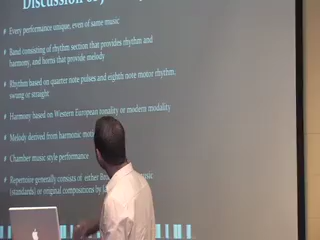 Discussion of
Every performance unique, even of same music
Band consisting of rhythm section that provides rhythm and
harmony, and horns that provide melody
Rhythm based on quarter note pulses and eighth note motor rhythm,
swung or straight
Harmony based on Western European tonality or modern modality
Melody derived from harmonic
Chamber music style performance
Repertoire generally consists of either
(standards) or original compositions by